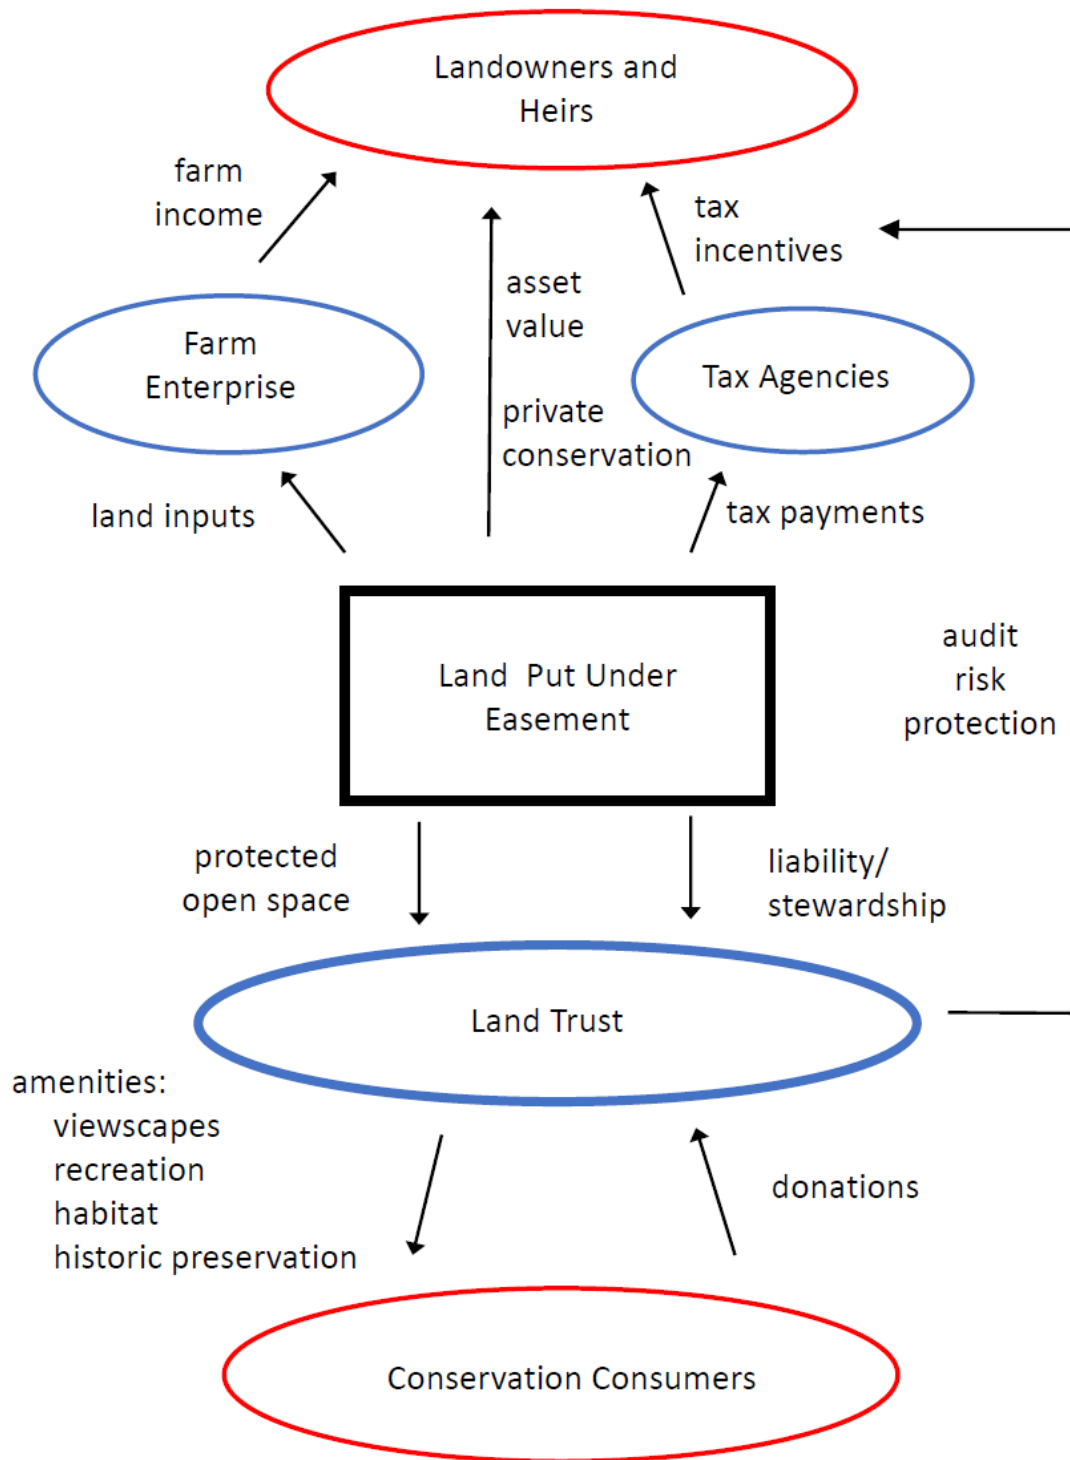 Landowners and
Heirs
farm
income
tax
incentives
asset
value
Farm
Enterprise
Tax Agencies
private
conservation
land inputs
tax payments
Land Put Under
Easement
audit
risk
protection
protected
open space
liability/
stewardship
Land Trust
amenities:
viewscapes
recreation
habitat
historic preservation
donations
Conservation Consumers